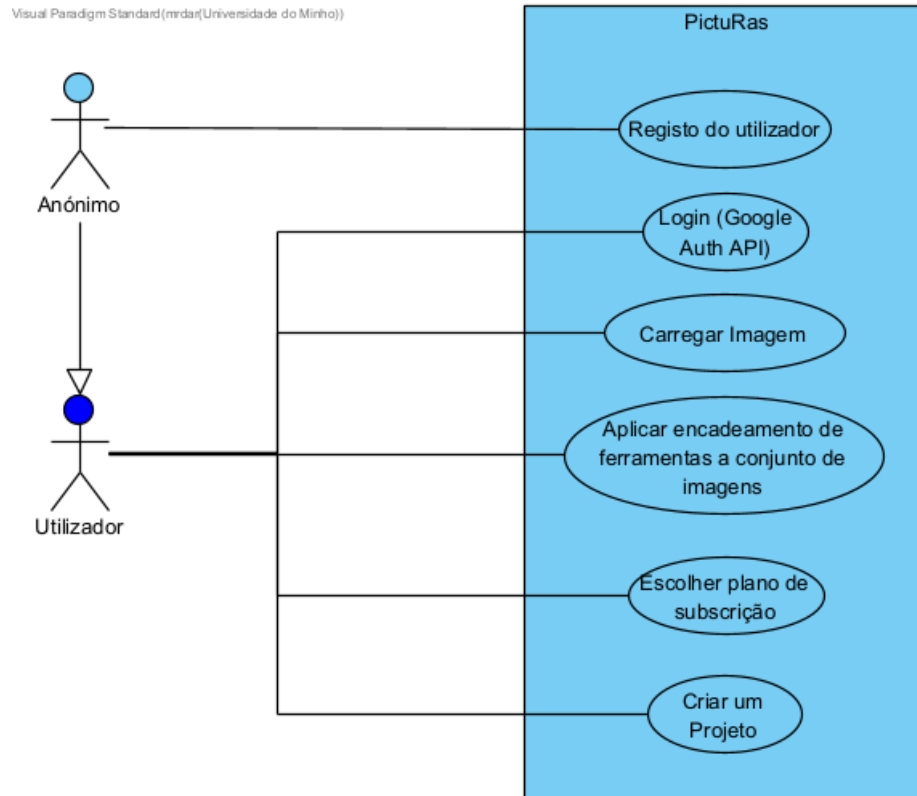 Visual Paradigm Standard(mrdar(Universidade do Minho))
PictuRas
Registo do utilizador
Anónimo
Login (Google
Auth API)
Carregar Imagem
Aplicar encadeamento de
ferramentas a conjunto de
imagens
Utilizador
Escolher plano de
subscrição
Criar um
Projeto